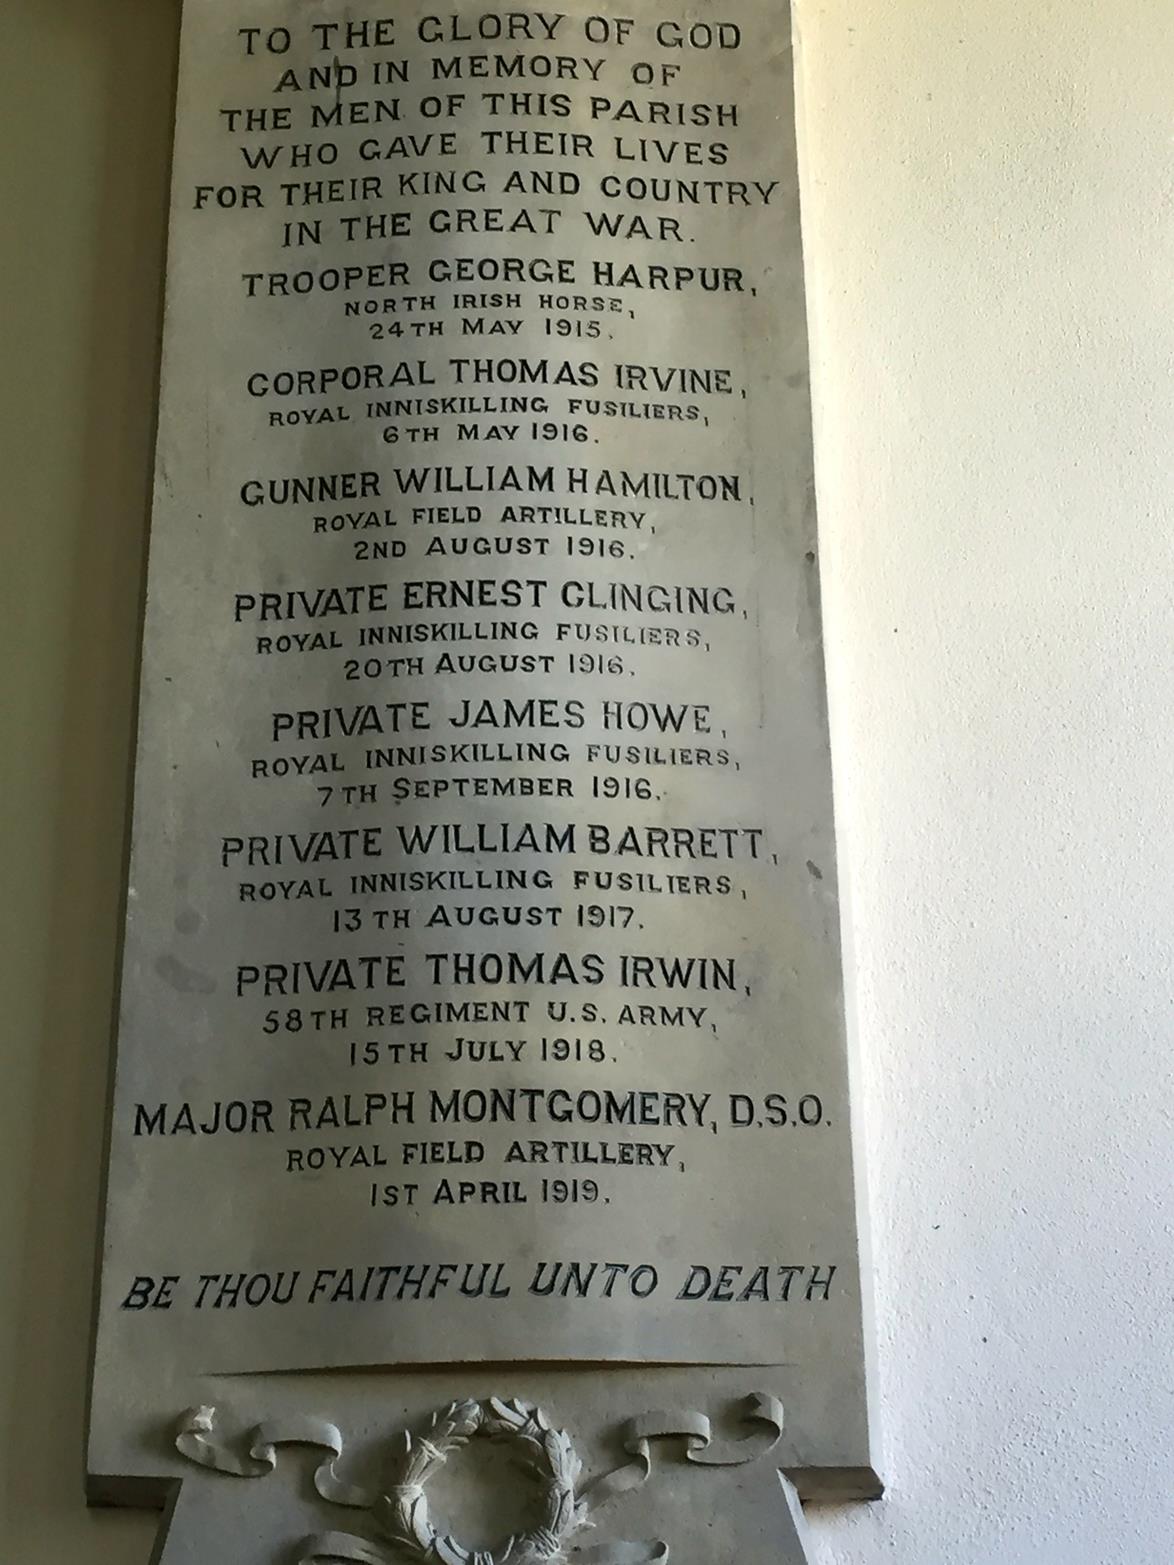 TO THE GLORY OF GOD
AND IN MEMORY OF
THE MEN OF THIS PARISH
WHO GAVE THEIR LIVES
FOR THEIR KING AND COUNTRY
IN THE GREAT WAR.
TROOPER GEORGE HARPUR,
NORTH IRISH HORSE,
24TH MAY 1915.
CORPORAL THOMAS IRVINE,
ROYAL INNISKILLING FUSILIERS,
6TH MAY 1916.
GUNNER WILLIAM HAMILTON,
ROYAL FIELD ARTILLERY,
2ND AUGUST 1916.
PRIVATE ERNEST CLINGING,
ROYAL INNISKILLING FUSILIERS,
20TH AUGUST 1916.
PRIVATE JAMES HOWE,
ROYAL INNISKILLING FUSILIERS,
7TH SEPTEMBER 1916.
PRIVATE WILLIAM BARRETT,
ROYAL INNISKILLING FUSILIERS,
13TH AUGUST 1917.
PRIVATE THOMAS IRWIN,
58TH REGIMENT U.S. ARMY,
15TH JULY 1918.
MAJOR RALPH MONTGOMERY, D.S.O.
ROYAL FIELD ARTILLERY,
1ST APRIL 1919.
BE THOU FAITHFUL UNTO DEATH